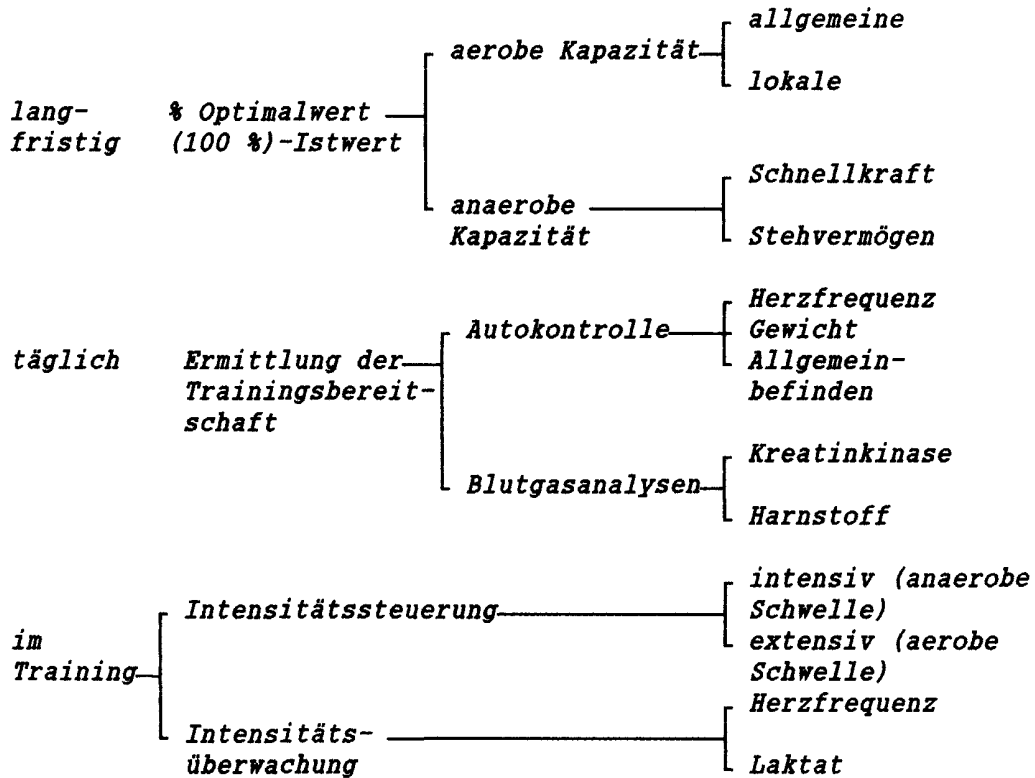 allgemeine
aerobe Kapazität
lokale
lang-
fristig
% Optimalwert
(100 %)-Istwert
Schnellkraft
anaerobe
Kapazität
Stehvermögen
täglich
Ermittlung der
Trainingsbereit-
schaft
Autokontrolle
Herzfrequenz
Gewicht
Allgemein-
befinden
Blutgasanalysen
Kreatinkinase
Harnstoff
im
Training
Intensitätssteuerung
intensiv (anaerobe
Schwelle)
extensiv (aerobe
Schwelle)
Intensitäts-
überwachung
Herzfrequenz
Laktat